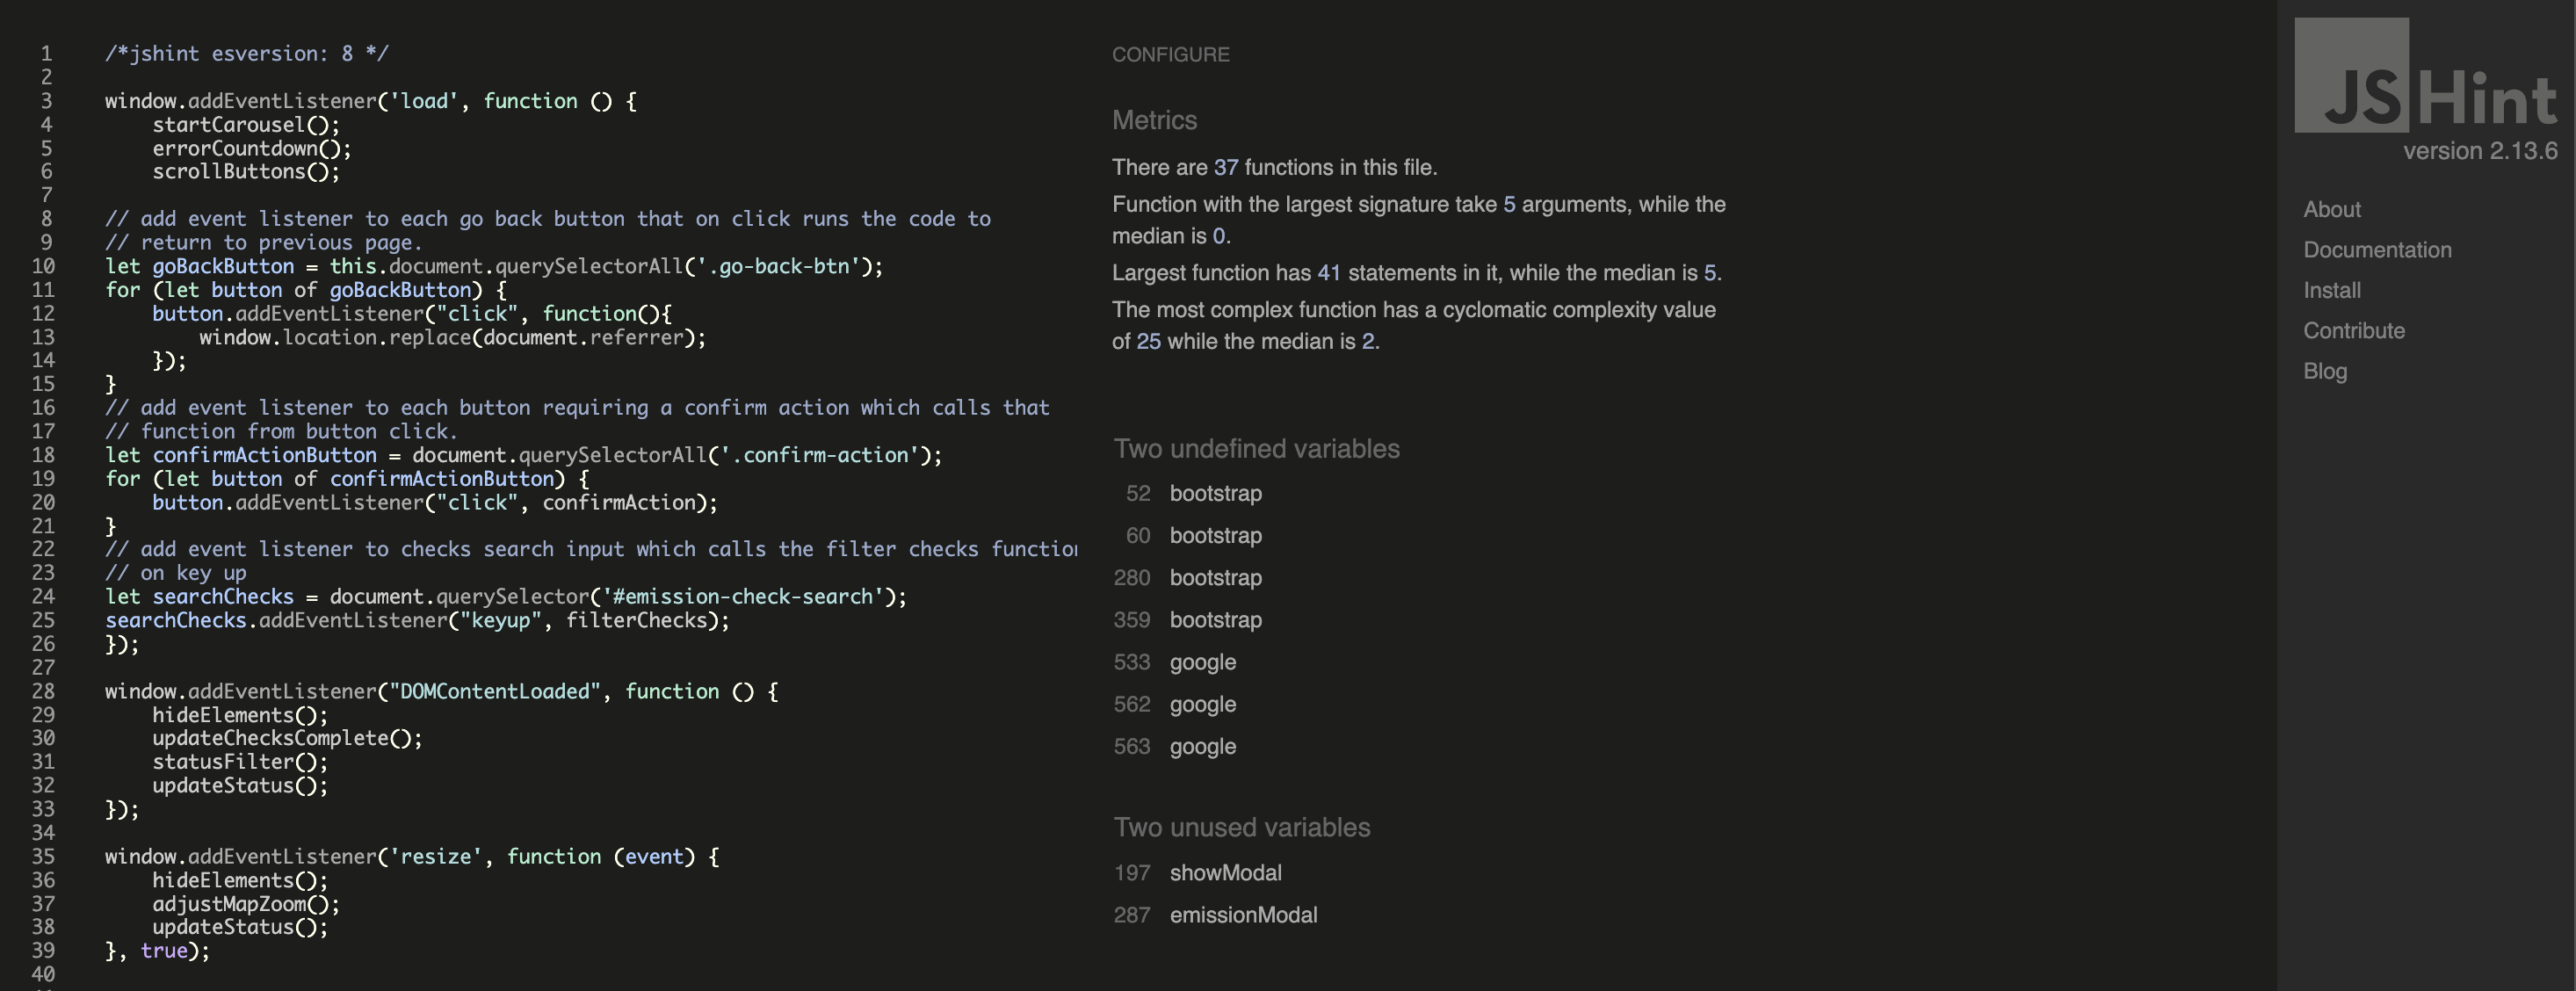 1 /*jshint esversion: 8 */
2
3 window.addEventListener('load', function () {
4 startCarousel();
5 errorCountdown();
6 scrollButtons();
7
8 // add event listener to each go back button that on click runs the code to
9 // return to previous page.
10 let goBackButton = this.document.querySelectorAll('.go-back-btn');
11 for (let button of goBackButton) {
12 button.addEventListener("click", function(){
13 window.location.replace(document.referrer);
14 });
15 }
16 // add event listener to each button requiring a confirm action which calls that
17 // function from button click.
18 let confirmActionButton = document.querySelectorAll('.confirm-action');
19 for (let button of confirmActionButton) {
20 button.addEventListener("click", confirmAction);
21 }
22 // add event listener to checks search input which calls the filter checks function
23 // on key up
24 let searchChecks = document.querySelector('#emission-check-search');
25 searchChecks.addEventListener("keyup", filterChecks);
26 });
27
28 window.addEventListener("DOMContentLoaded", function () {
29 hideElements();
30 updateChecksComplete();
31 statusFilter();
32 updateStatus();
33 });
34
35 window.addEventListener('resize', function (event) {
36 hideElements();
37 adjustMapZoom();
38 updateStatus();
39 }, true);
40
CONFIGURE
Metrics
There are 37 functions in this file.
Function with the largest signature take 5 arguments, while the
median is 0.
Largest function has 41 statements in it, while the median is 5.
The most complex function has a cyclomatic complexity value
of 25 while the median is 2.
Two undefined variables
52 bootstrap
60 bootstrap
280 bootstrap
359 bootstrap
533 google
562 google
563 google
Two unused variables
197 showModal
287 emissionModal
JSHint
version 2.13.6
About
Documentation
Install
Contribute
Blog